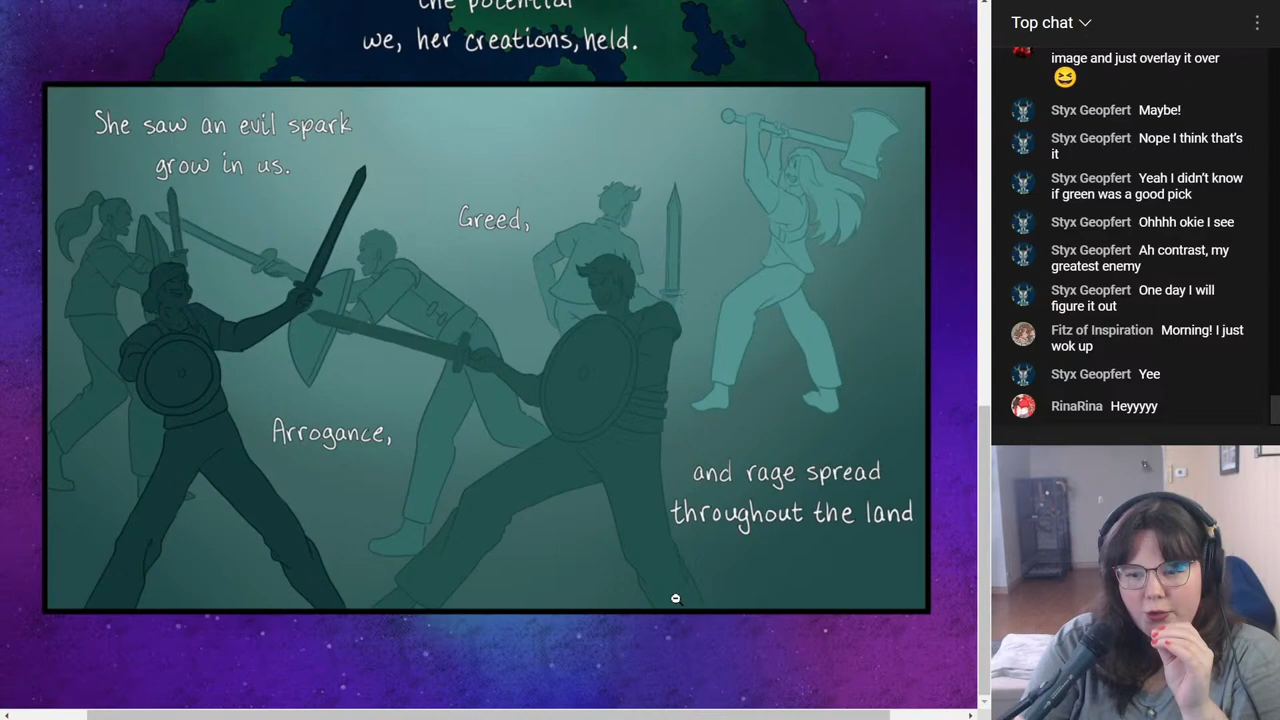 the potential
we, her creations, held.
She saw an evil spark
grow in us.
Greed,
Arrogance,
and rage spread
throughout the land
Top chat
image and just overlay it over
Styx Geopfert Maybe!
Styx Geopfert Nope I think that's
it
Styx Geopfert Yeah I didn't know
if green was a good pick
Styx Geopfert Ohhhh okie I see
Styx Geopfert Ah contrast, my
greatest enemy
Styx Geopfert One day I will
figure it out
Fitz of Inspiration Morning! I just
wok up
Styx Geopfert Yee
RinaRina Heyyyyy